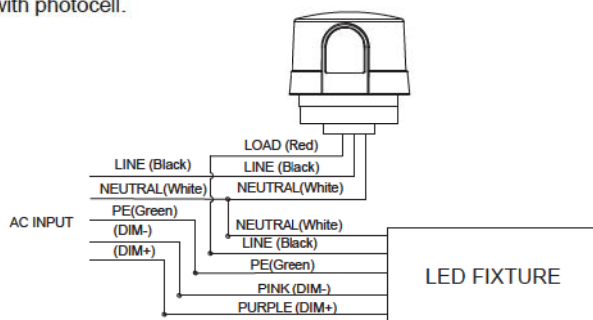 with photocell.
LOAD (Red)
LINE (Black)
LINE (Black)
NEUTRAL(White)
NEUTRAL(White)
PE(Green)
AC INPUT
(DIM-)
(DIM+)
NEUTRAL(White)
LINE (Black)
PE(Green)
PINK (DIM-)
PURPLE (DIM+)
LED FIXTURE